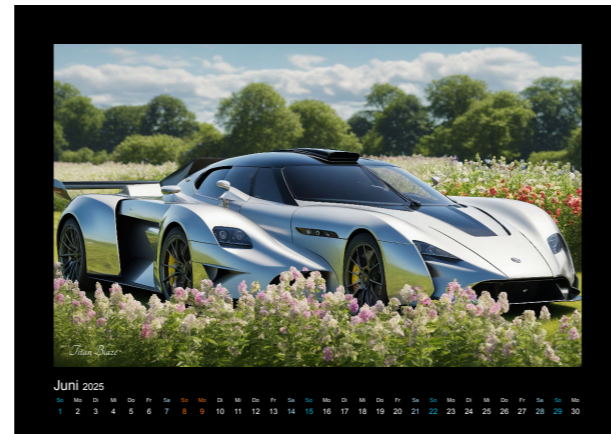 Titan Blaze
Juni 2025
So Mo Di Mi Do Fr Sa So Mo Di Mi Do Fr Sa So Mo Di Mi Do Fr Sa So Mo Di Mi Do Fr Sa So Mo
1 2 3 4 5 6 7 8 9 10 11 12 13 14 15 16 17 18 19 20 21 22 23 24 25 26 27 28 29 30